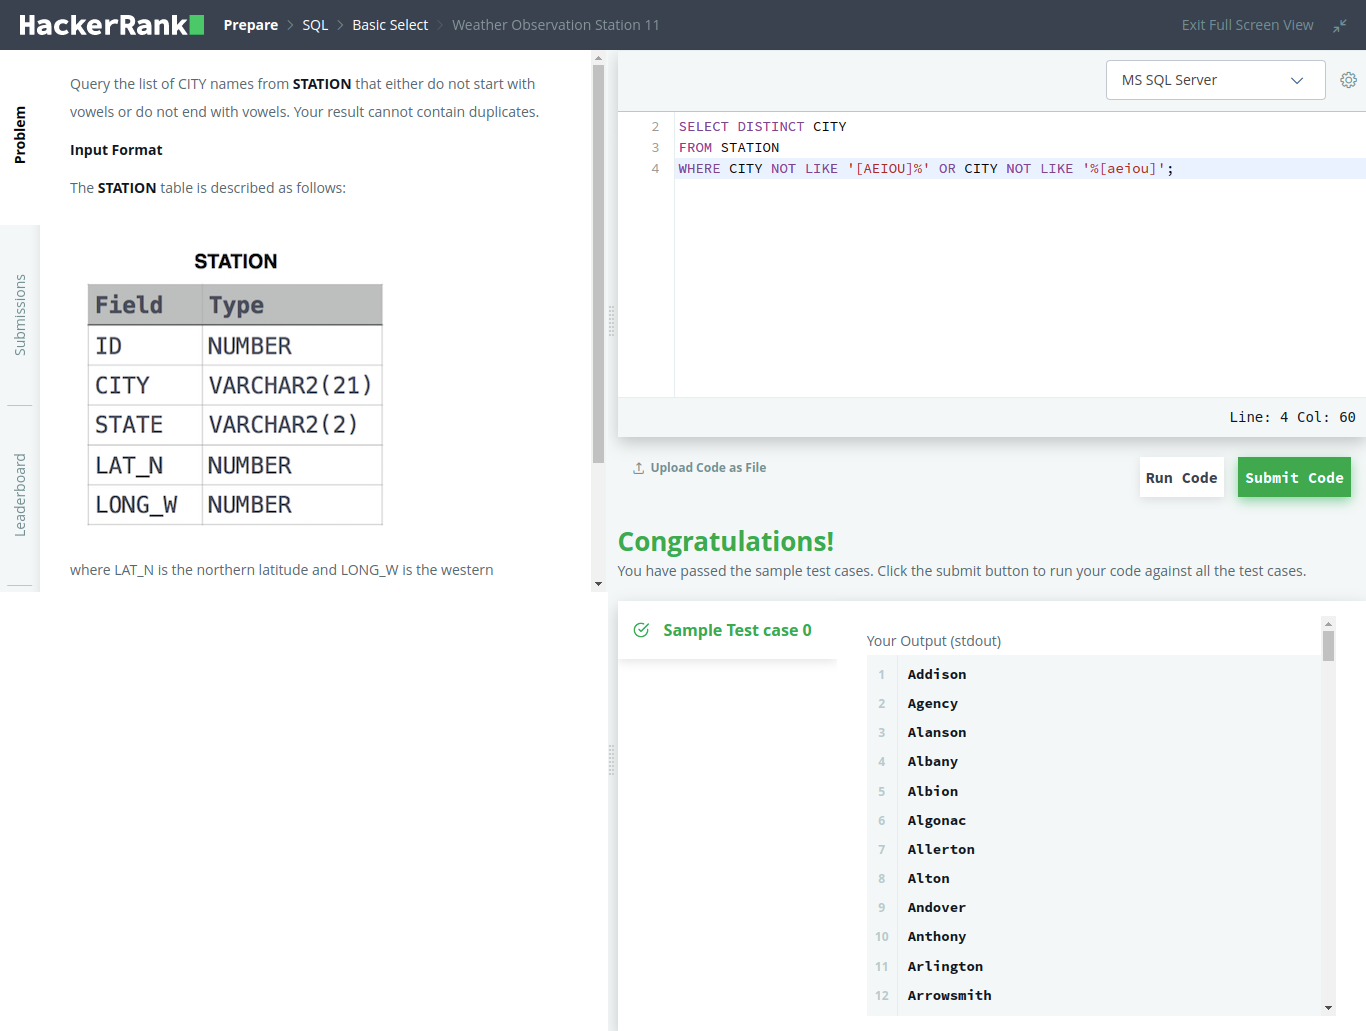 HackerRank Prepare > SQL > Basic Select > Weather Observation Station 11 Exit Full Screen View
Problem
Submissions
Leaderboard
Query the list of CITY names from STATION that either do not start with
vowels or do not end with vowels. Your result cannot contain duplicates.
Input Format
The STATION table is described as follows:
STATION
Field Type
ID NUMBER
CITY VARCHAR2(21)
STATE VARCHAR2(2)
LAT_N NUMBER
LONG_W NUMBER
where LAT_N is the northern latitude and LONG_W is the western
MS SQL Server
2 SELECT DISTINCT CITY
3 FROM STATION
4 WHERE CITY NOT LIKE '[AEIOU]%' OR CITY NOT LIKE '%[aeiou]';
Line: 4 Col: 60
Upload Code as File
Run Code
Submit Code
Congratulations!
You have passed the sample test cases. Click the submit button to run your code against all the test cases.
Sample Test case 0
Your Output (stdout)
1 Addison
2 Agency
3 Alanson
4 Albany
5 Albion
6 Algonac
7 Allerton
8 Alton
9 Andover
10 Anthony
11 Arlington
12 Arrowsmith